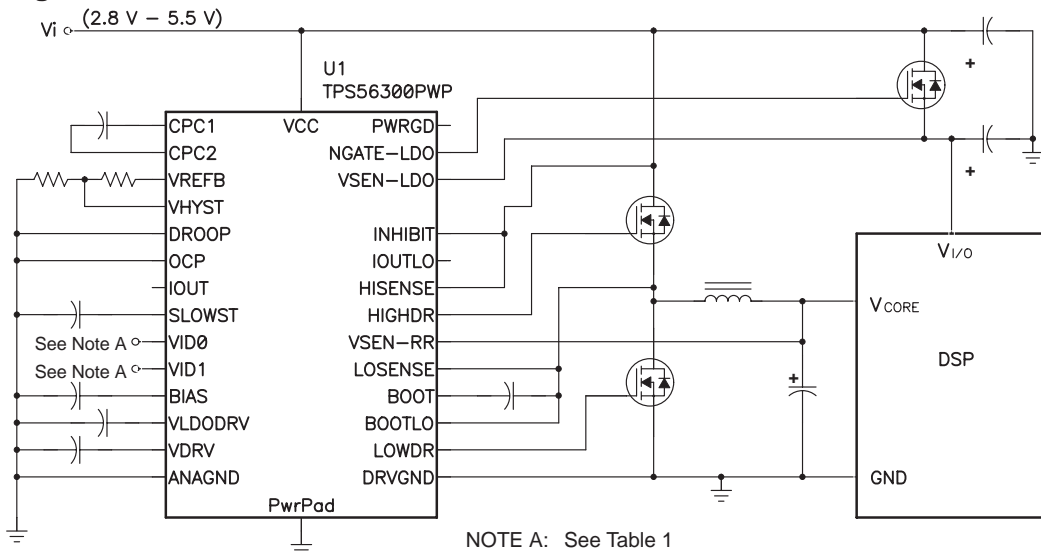 Vi (2.8 V – 5.5 V)
U1
TPS56300PWP
VCC
CPC1
CPC2
VREFB
VHYST
DROOP
OCP
IOUT
SLOWST
See Note A VID0
See Note A VID1
BIAS
VLDODRV
VDRV
ANAGND
PwrPad
PWRGD
NGATE-LDO
VSEN-LDO
INHIBIT
IOUTLO
HISENSE
HIGHDR
VSEN-RR
LOSENSE
BOOT
BOOTLO
LOWDR
DRVGND
+
+
+
VI/O
VCORE
DSP
GND
NOTE A: See Table 1